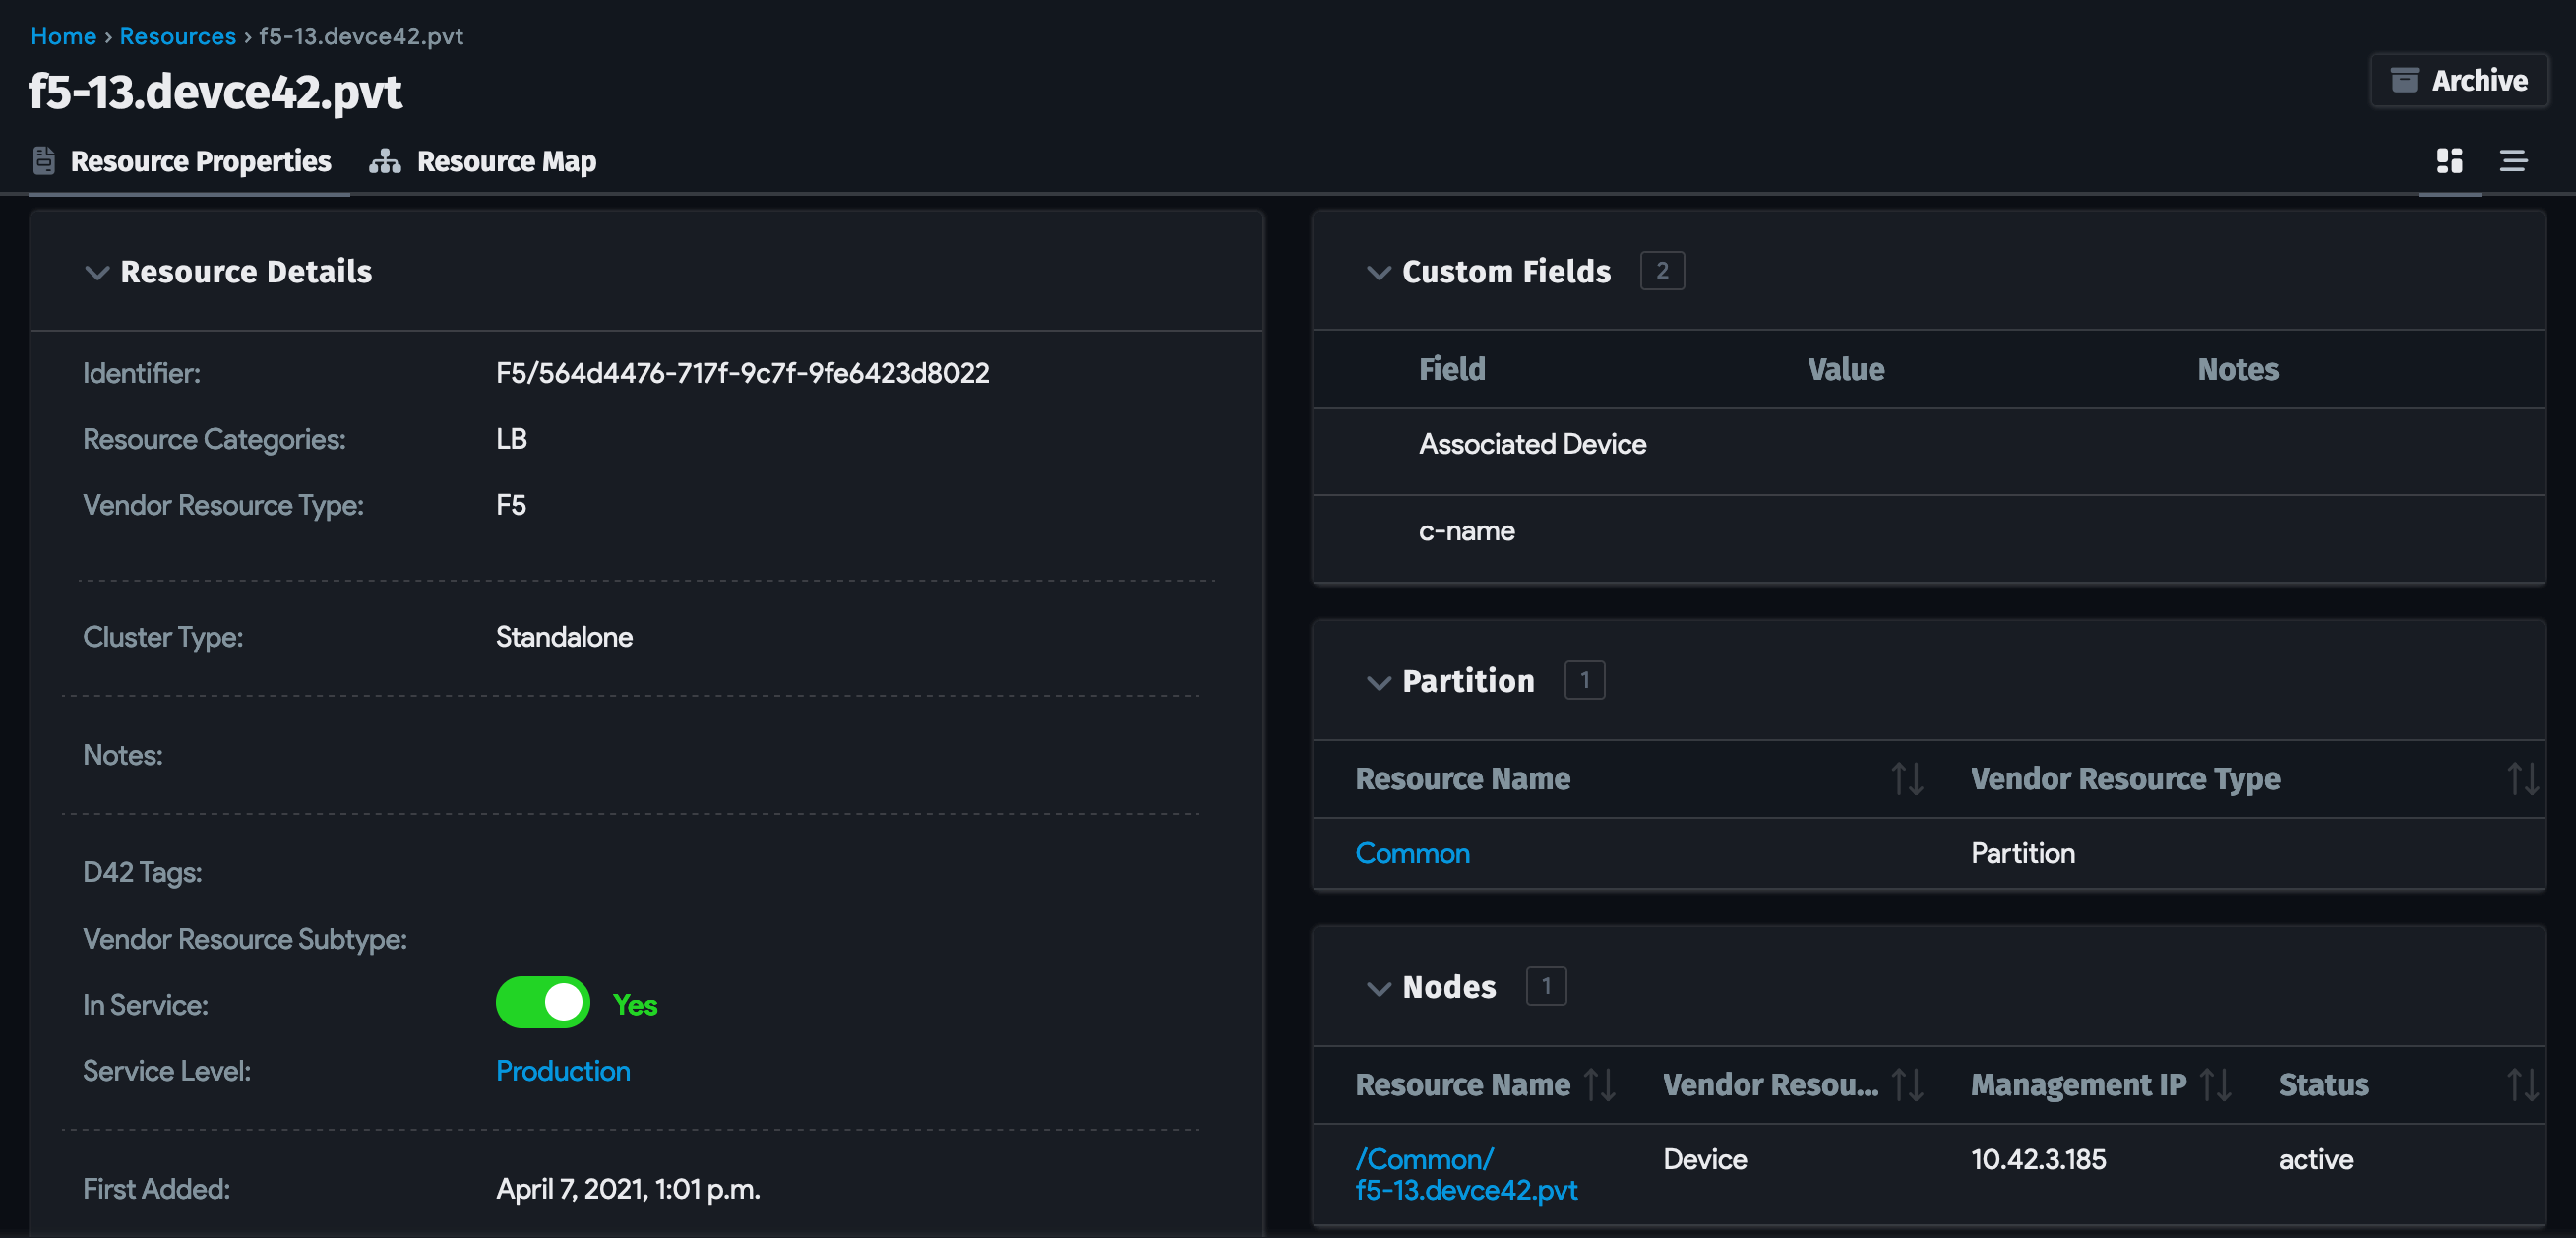 Home › Resources › f5-13.devce42.pvt
f5-13.devce42.pvt
Archive
Resource Properties
Resource Map
Resource Details
Identifier: F5/564d4476-717f-9c7f-9fe6423d8022
Resource Categories: LB
Vendor Resource Type: F5
Cluster Type: Standalone
Notes:
D42 Tags:
Vendor Resource Subtype:
In Service: Yes
Service Level: Production
First Added: April 7, 2021, 1:01 p.m.
Custom Fields 2
Field Value Notes
Associated Device
c-name
Partition 1
Resource Name Vendor Resource Type
Common Partition
Nodes 1
Resource Name Vendor Resou... Management IP Status
/Common/ Device 10.42.3.185 active
f5-13.devce42.pvt